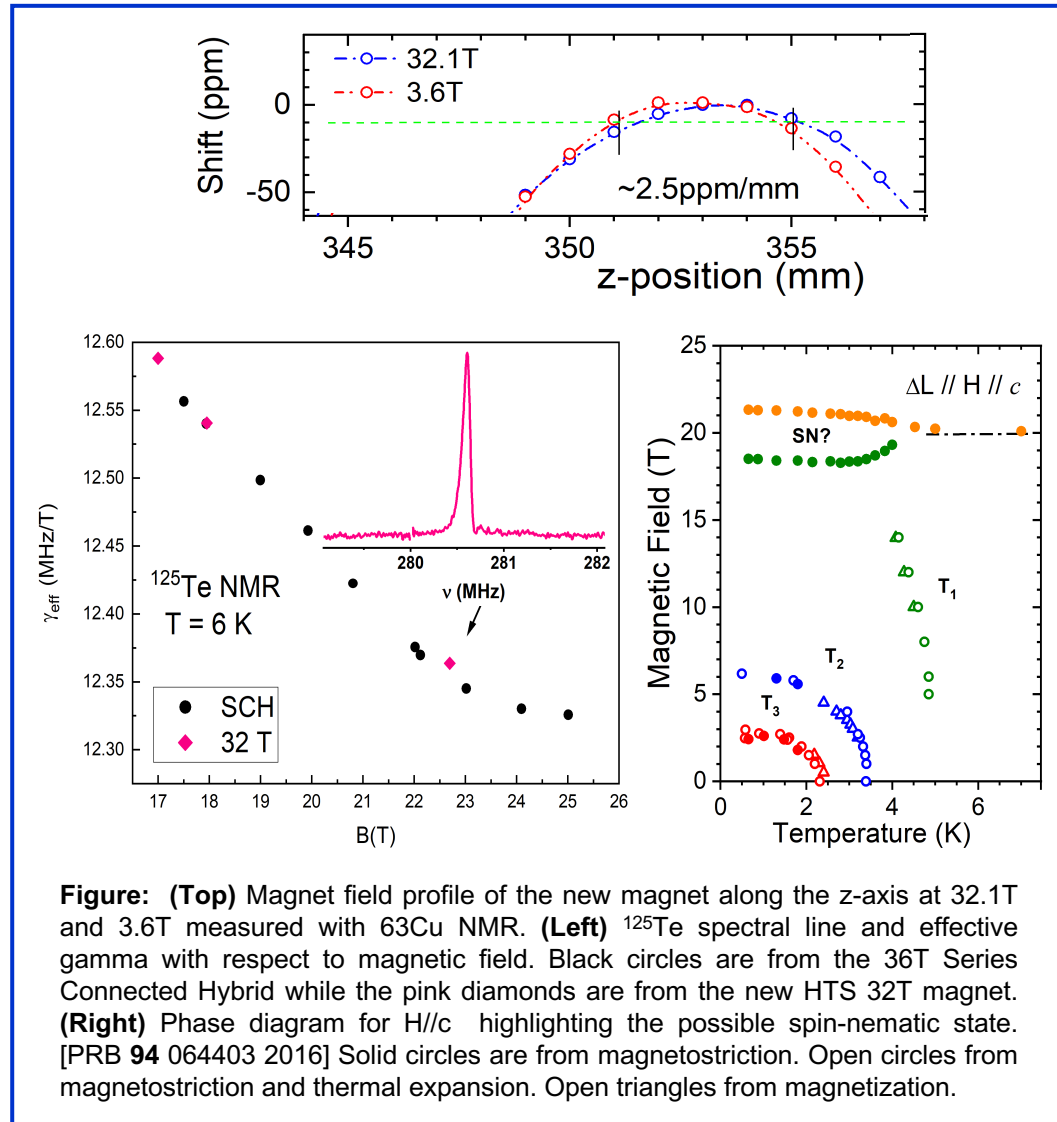 32.1T
3.6T
Shift (ppm)
0
-50
~2.5ppm/mm
345
350
355
z-position (mm)
12.60
12.55
12.50
12.45
12.40
12.35
12.30
γeff (MHz/T)
¹²⁵Te NMR
T = 6 K
280
281
282
ν (MHz)
SCH
32 T
17
18
19
20
21
22
23
24
25
26
B(T)
25
20
15
10
5
0
Magnetic Field (T)
ΔL // H // c
SN?
T₁
T₂
T₃
0
2
4
6
Temperature (K)
Figure: (Top) Magnet field profile of the new magnet along the z-axis at 32.1T
and 3.6T measured with 63Cu NMR. (Left) ¹²⁵Te spectral line and effective
gamma with respect to magnetic field. Black circles are from the 36T Series
Connected Hybrid while the pink diamonds are from the new HTS 32T magnet.
(Right) Phase diagram for H//c highlighting the possible spin-nematic state.
[PRB 94 064403 2016] Solid circles are from magnetostriction. Open circles from
magnetostriction and thermal expansion. Open triangles from magnetization.